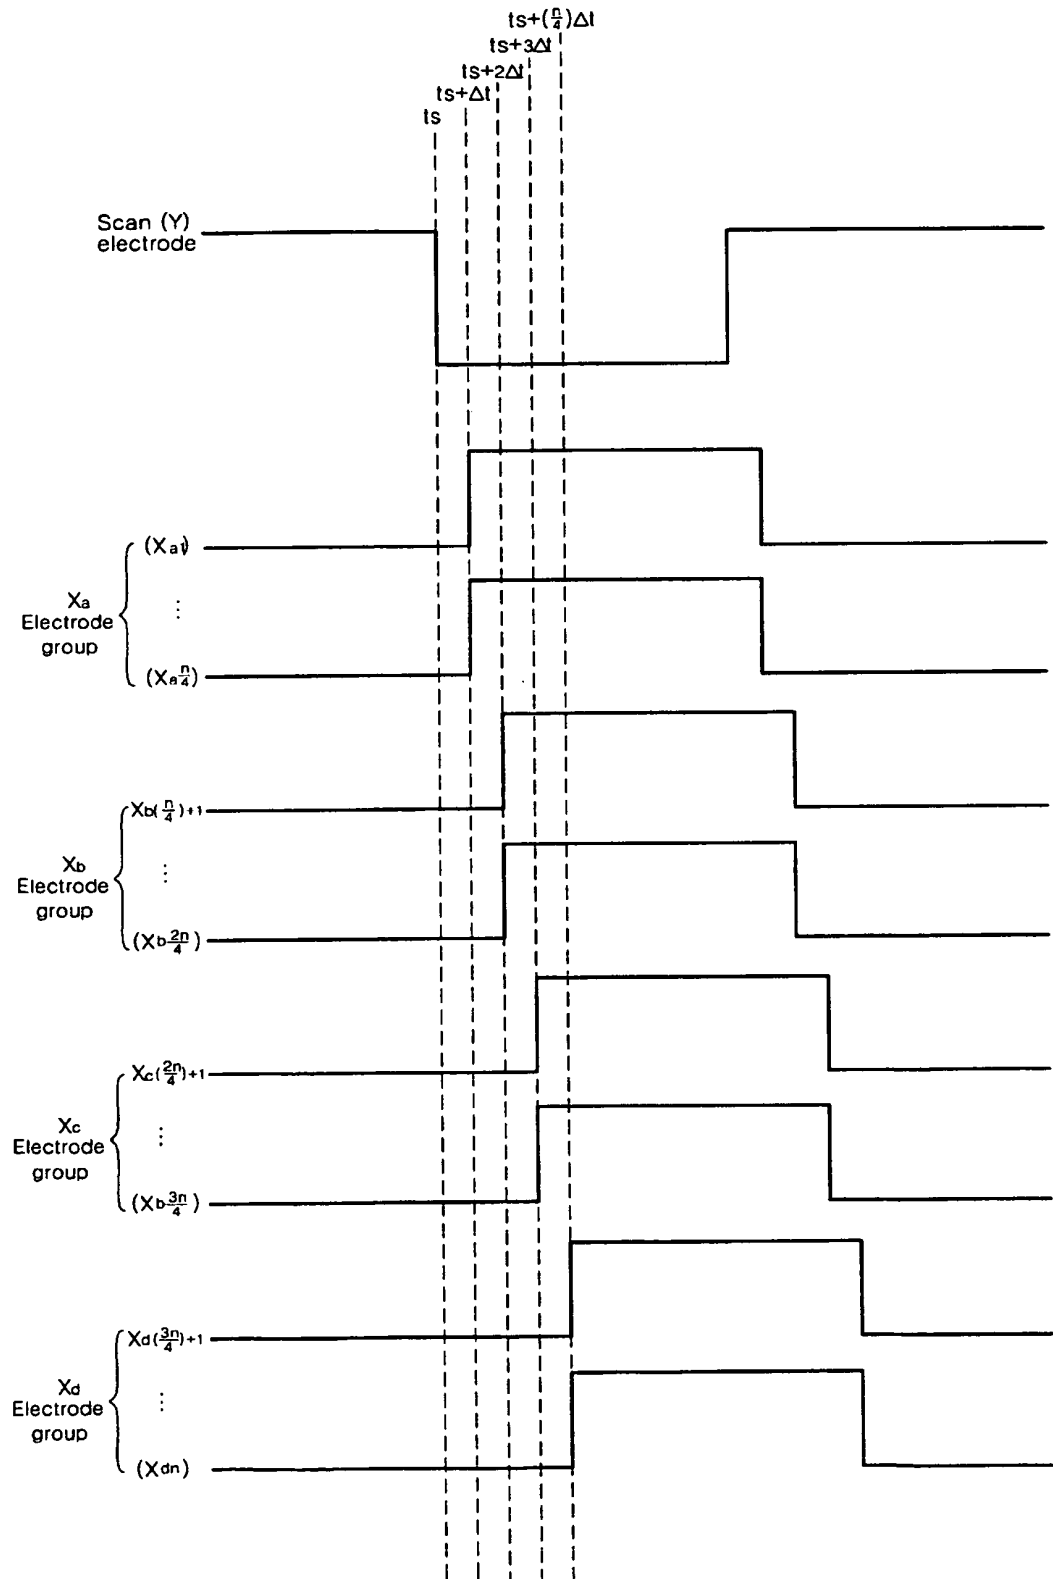 ts+(n/4)Δt
ts+3Δt
ts+2Δt
ts+Δt
ts
Scan (Y)
electrode
(Xa1)
Xa
Electrode
group
⋮
(Xa n/4)
Xb(n/4)+1
Xb
Electrode
group
⋮
(Xb 2n/4)
Xc(2n/4)+1
Xc
Electrode
group
⋮
(Xb 3n/4)
Xd(3n/4)+1
Xd
Electrode
group
⋮
(Xdn)